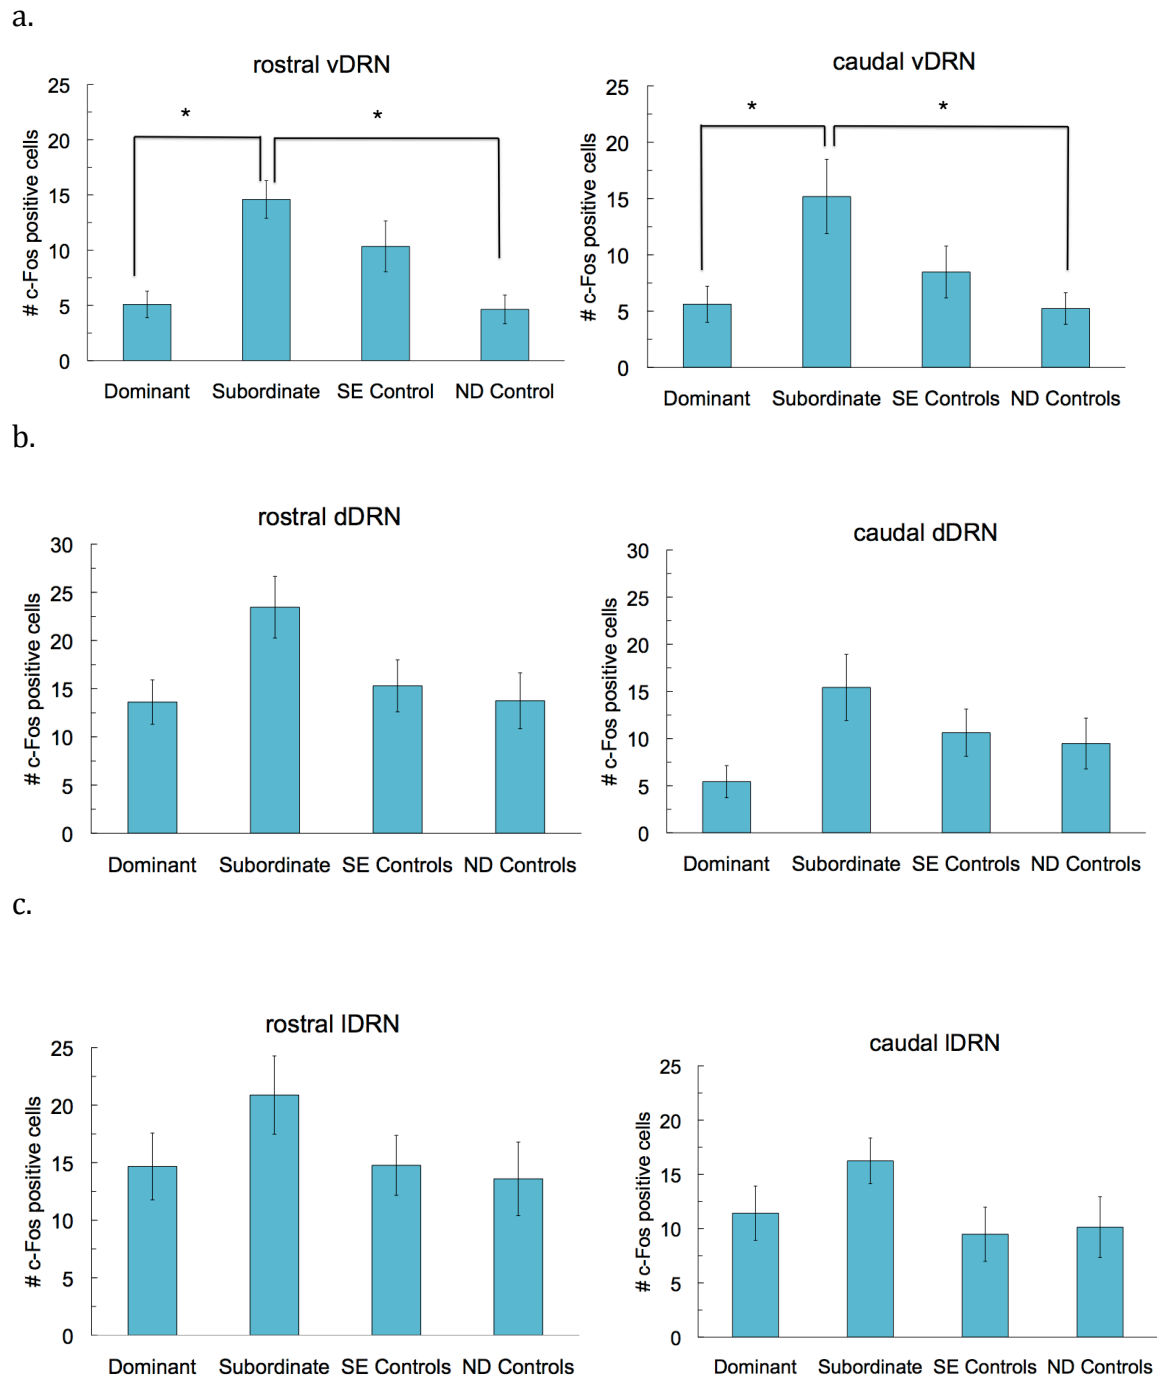 a.
rostral vDRN
# c-Fos positive cells
25
20
15
10
5
0
* *
Dominant Subordinate SE Control ND Control
caudal vDRN
# c-Fos positive cells
25
20
15
10
5
0
* *
Dominant Subordinate SE Controls ND Controls
b.
rostral dDRN
# c-Fos positive cells
30
25
20
15
10
5
0
Dominant Subordinate SE Controls ND Controls
caudal dDRN
# c-Fos positive cells
30
25
20
15
10
5
0
Dominant Subordinate SE Controls ND Controls
c.
rostral lDRN
# c-Fos positive cells
25
20
15
10
5
0
Dominant Subordinate SE Controls ND Controls
caudal lDRN
# c-Fos positive cells
25
20
15
10
5
0
Dominant Subordinate SE Controls ND Controls